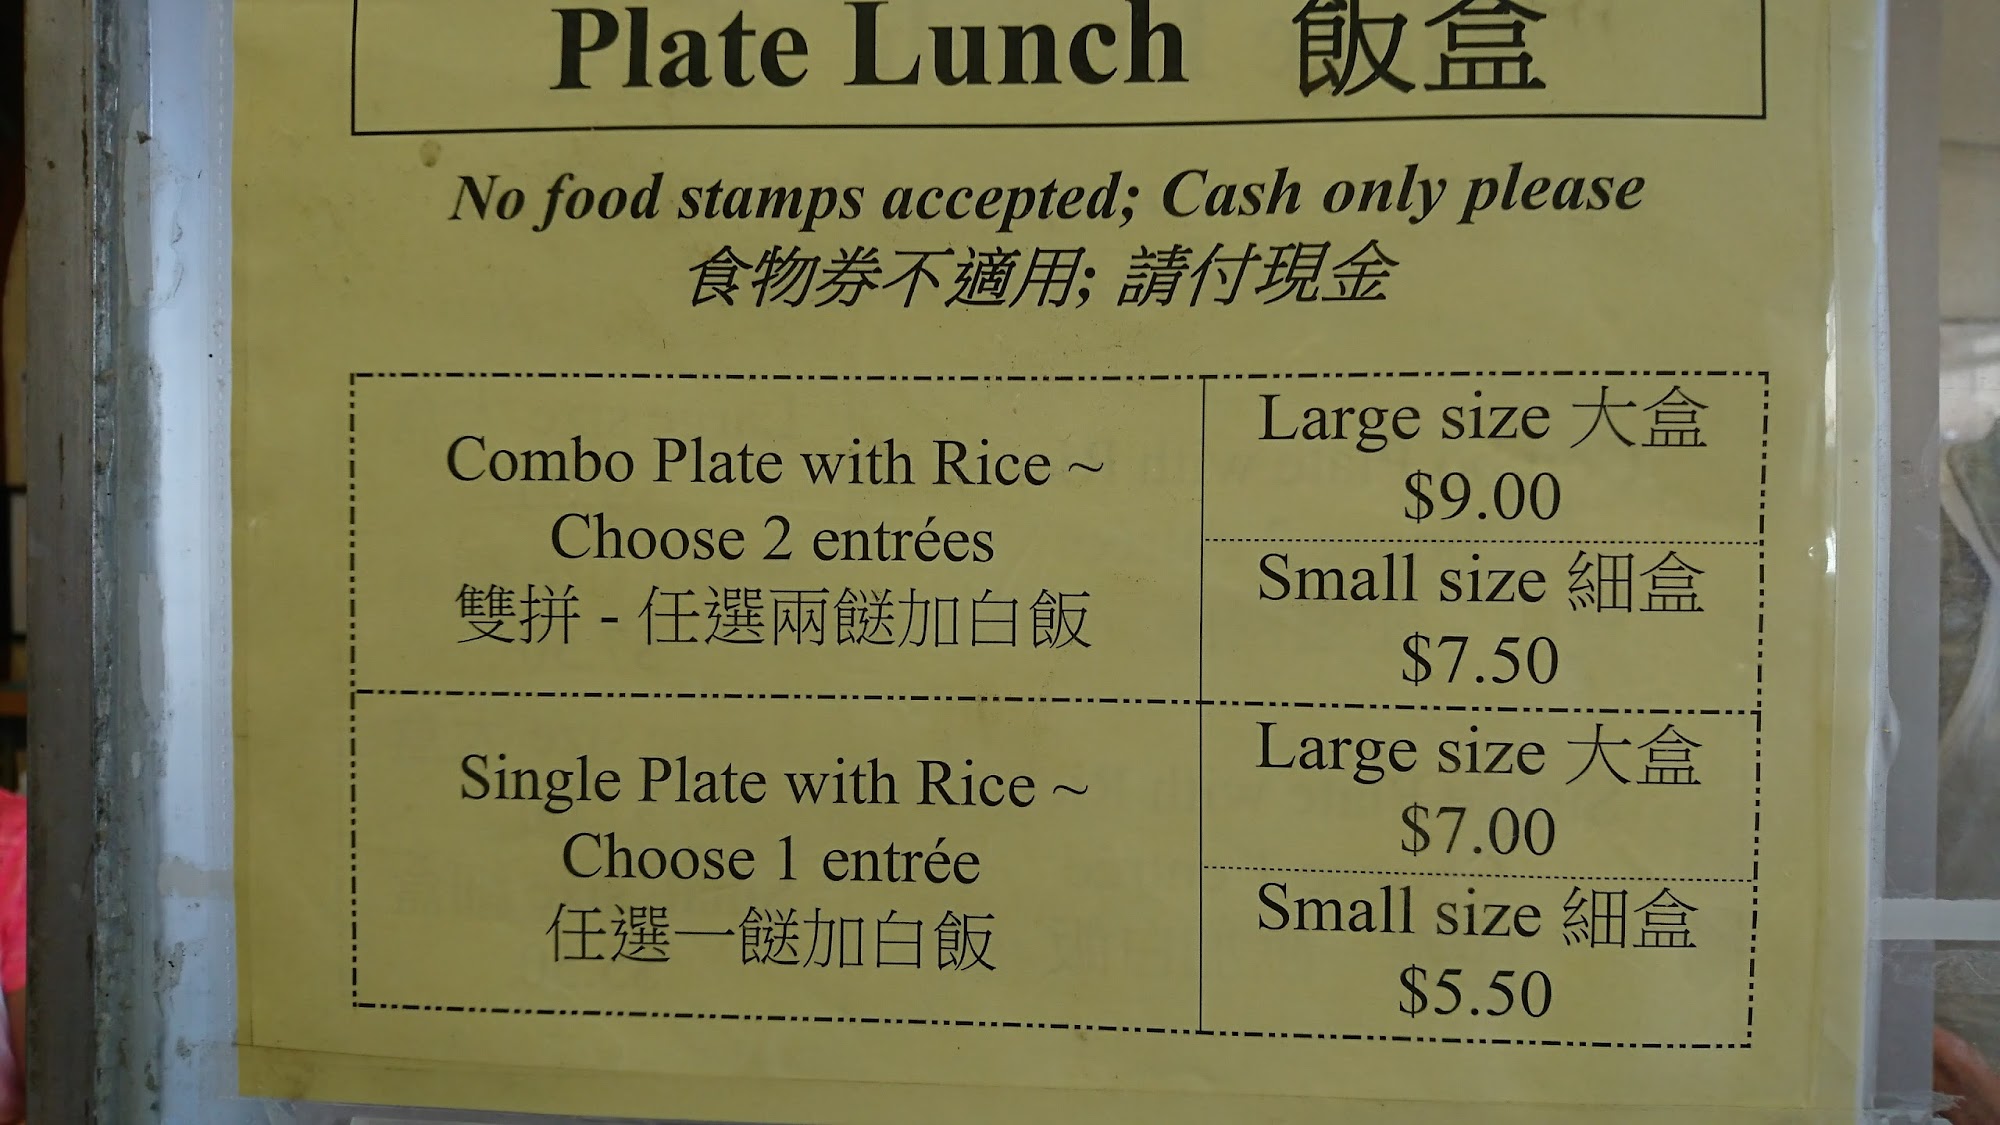 Plate Lunch 飯盒
No food stamps accepted; Cash only please
食物券不適用; 請付現金
Combo Plate with Rice ~
Choose 2 entrées
雙拼 - 任選兩餸加白飯
Large size 大盒
$9.00
Small size 細盒
$7.50
Single Plate with Rice ~
Choose 1 entrée
任選一餸加白飯
Large size 大盒
$7.00
Small size 細盒
$5.50